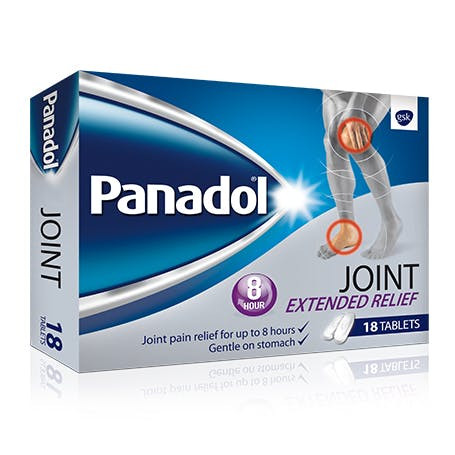 Panadol
JOINT
18
TABLETS
gsk
Panadol®
8
HOUR
JOINT
EXTENDED RELIEF
Joint pain relief for up to 8 hours ✓
Gentle on stomach ✓
18 TABLETS